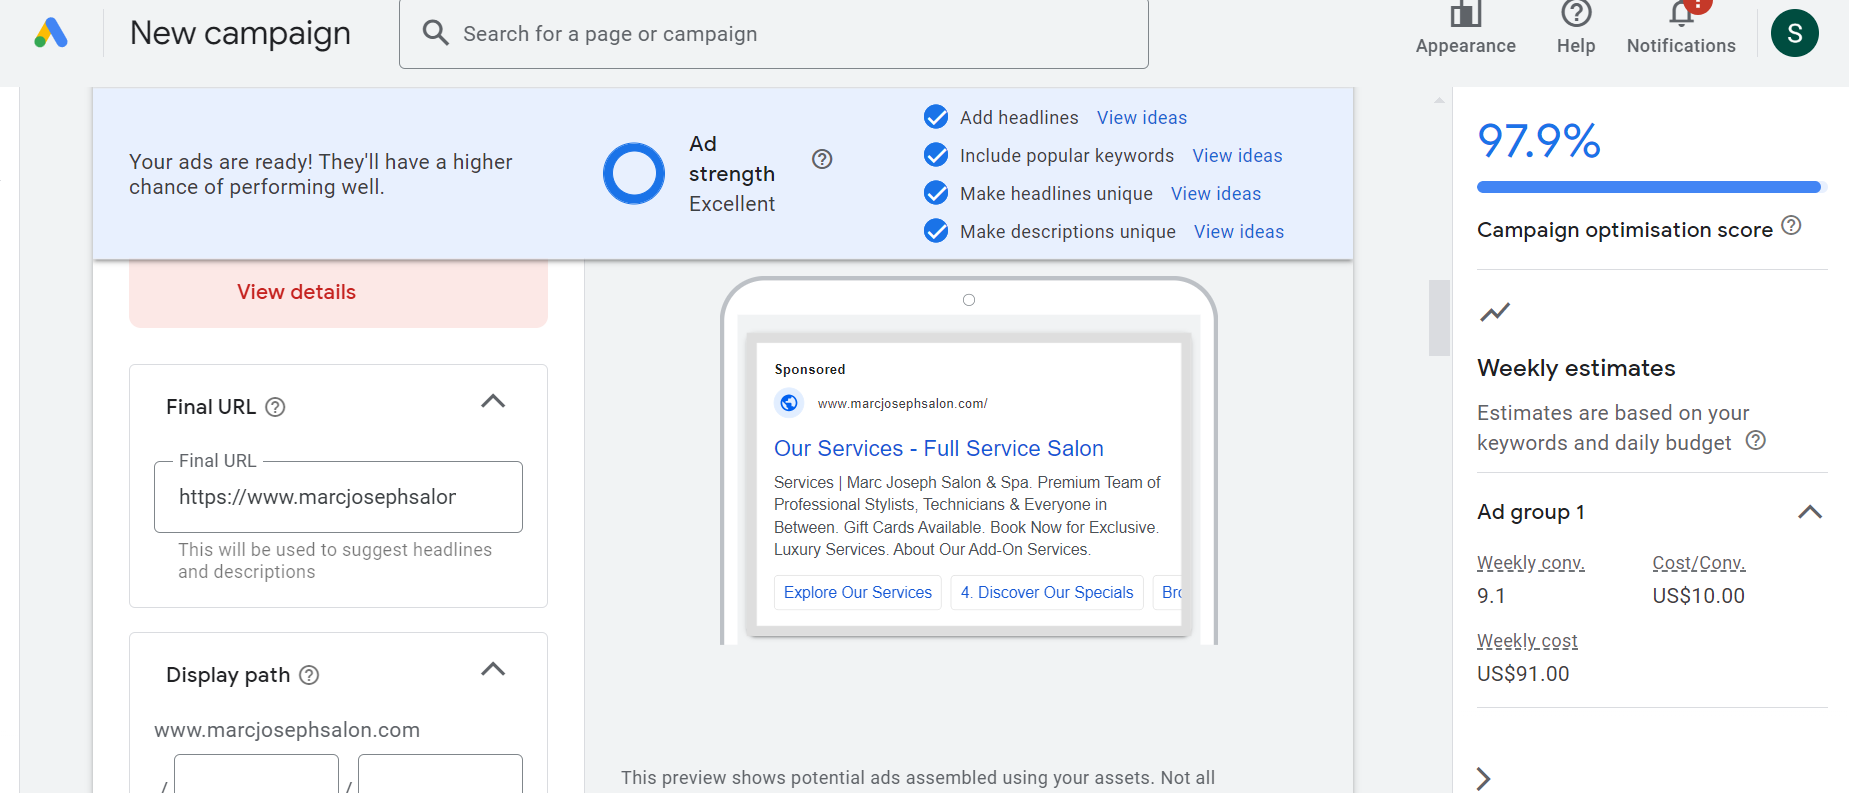 New campaign
Search for a page or campaign
Appearance
Help
Notifications
S
Your ads are ready! They'll have a higher
chance of performing well.
Ad
strength
Excellent
Add headlines View ideas
Include popular keywords View ideas
Make headlines unique View ideas
Make descriptions unique View ideas
View details
Final URL
Final URL
https://www.marcjosephsalor
This will be used to suggest headlines
and descriptions
Display path
www.marcjosephsalon.com
/ /
Sponsored
www.marcjosephsalon.com/
Our Services - Full Service Salon
Services | Marc Joseph Salon & Spa. Premium Team of
Professional Stylists, Technicians & Everyone in
Between. Gift Cards Available. Book Now for Exclusive.
Luxury Services. About Our Add-On Services.
Explore Our Services
4. Discover Our Specials
Bro
This preview shows potential ads assembled using your assets. Not all
97.9%
Campaign optimisation score
Weekly estimates
Estimates are based on your
keywords and daily budget
Ad group 1
Weekly conv. Cost/Conv.
9.1 US$10.00
Weekly cost
US$91.00